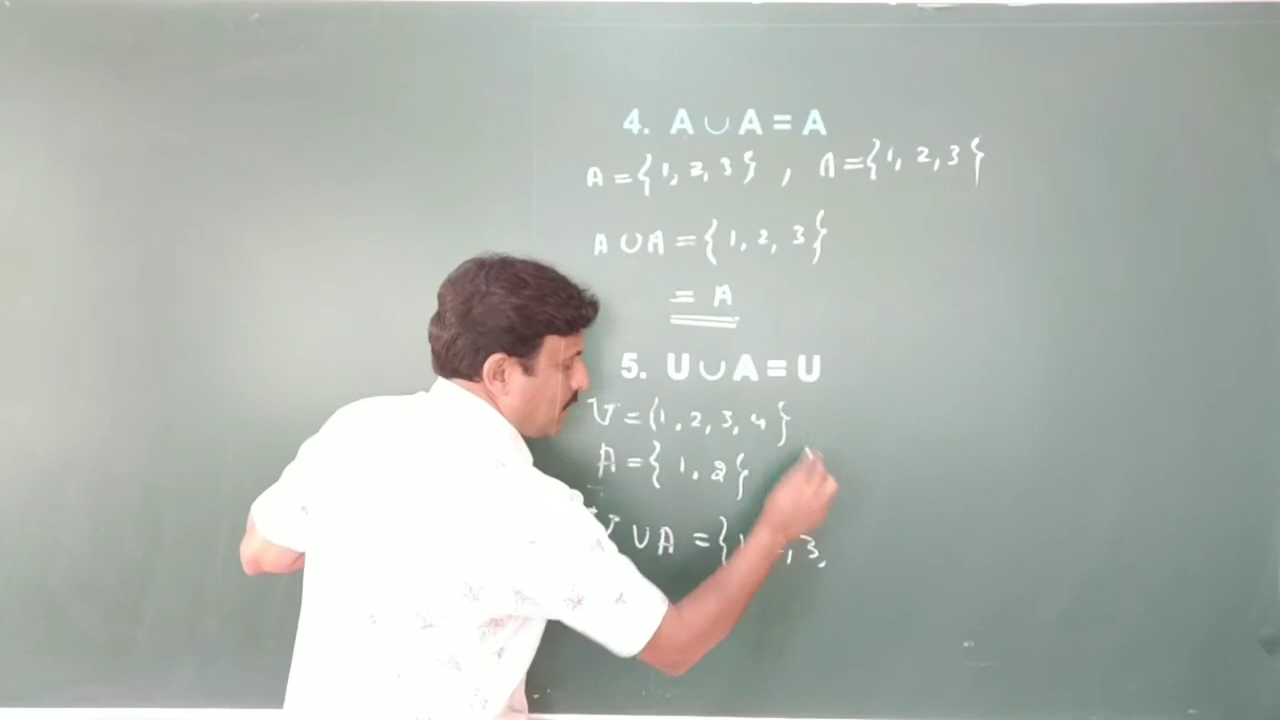 4. A ∪ A = A
A = {1, 2, 3} , A = {1, 2, 3}
A ∪ A = {1, 2, 3}
= A
5. U ∪ A = U
U = {1, 2, 3, 4}
A = {1, 2}
∪ A = { 1 , 3,